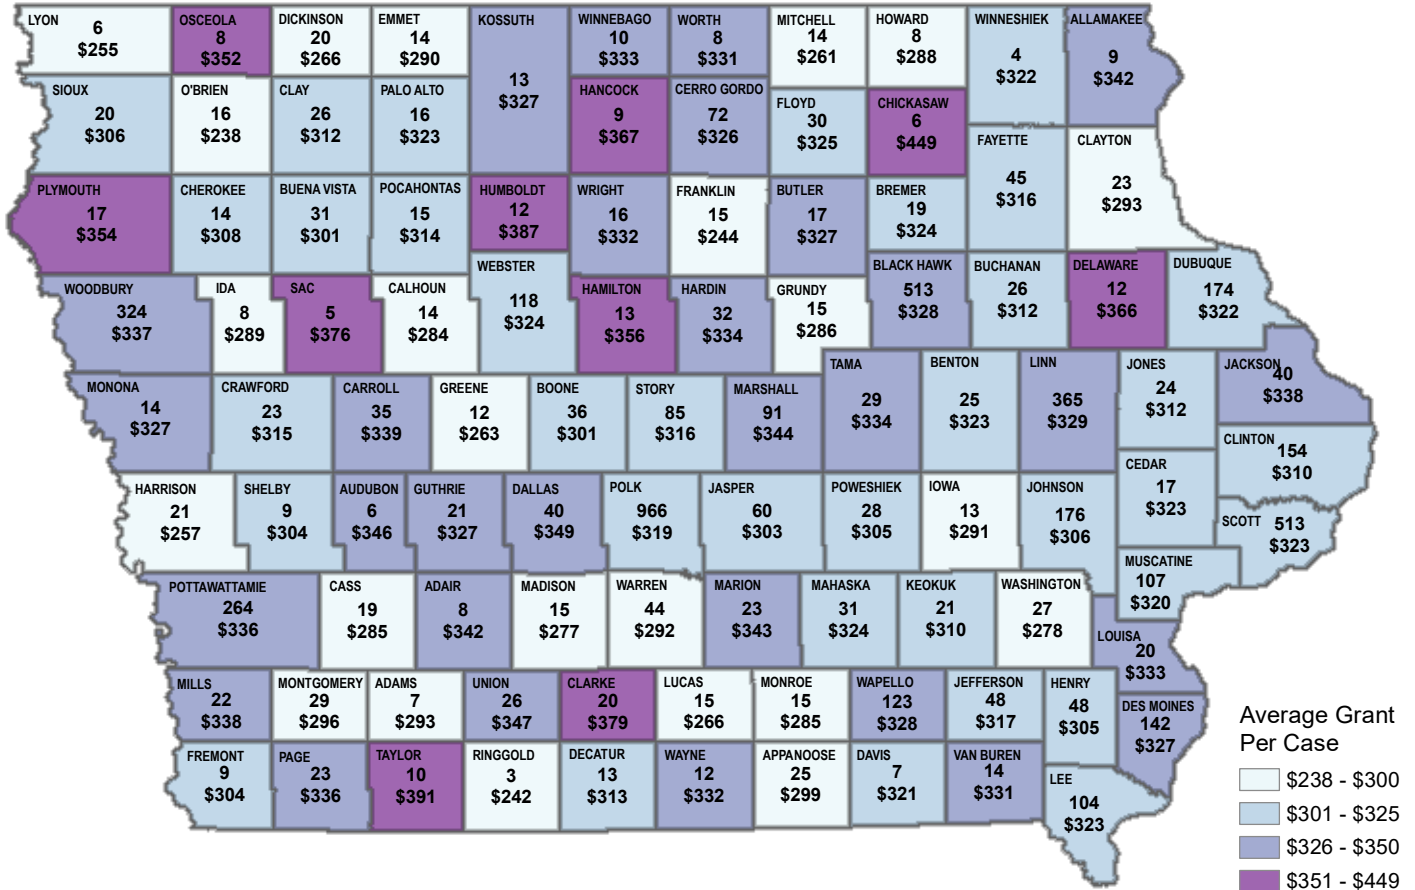 LYON
6
$255
OSCEOLA
8
$352
DICKINSON
20
$266
EMMET
14
$290
KOSSUTH
13
$327
WINNEBAGO
10
$333
WORTH
8
$331
MITCHELL
14
$261
HOWARD
8
$288
WINNESHIEK
4
$322
ALLAMAKEE
9
$342
SIOUX
20
$306
O'BRIEN
16
$238
CLAY
26
$312
PALO ALTO
16
$323
HANCOCK
9
$367
CERRO GORDO
72
$326
FLOYD
30
$325
CHICKASAW
6
$449
FAYETTE
45
$316
CLAYTON
23
$293
PLYMOUTH
17
$354
CHEROKEE
14
$308
BUENA VISTA
31
$301
POCAHONTAS
15
$314
HUMBOLDT
12
$387
WRIGHT
16
$332
FRANKLIN
15
$244
BUTLER
17
$327
BREMER
19
$324
WOODBURY
324
$337
IDA
8
$289
SAC
5
$376
CALHOUN
14
$284
WEBSTER
118
$324
HAMILTON
13
$356
HARDIN
32
$334
GRUNDY
15
$286
BLACK HAWK
513
$328
BUCHANAN
26
$312
DELAWARE
12
$366
DUBUQUE
174
$322
MONONA
14
$327
CRAWFORD
23
$315
CARROLL
35
$339
GREENE
12
$263
BOONE
36
$301
STORY
85
$316
MARSHALL
91
$344
TAMA
29
$334
BENTON
25
$323
LINN
365
$329
JONES
24
$312
JACKSON
40
$338
CLINTON
154
$310
HARRISON
21
$257
SHELBY
9
$304
AUDUBON
6
$346
GUTHRIE
21
$327
DALLAS
40
$349
POLK
966
$319
JASPER
60
$303
POWESHIEK
28
$305
IOWA
13
$291
JOHNSON
176
$306
CEDAR
17
$323
SCOTT
513
$323
MUSCATINE
107
$320
POTTAWATTAMIE
264
$336
CASS
19
$285
ADAIR
8
$342
MADISON
15
$277
WARREN
44
$292
MARION
23
$343
MAHASKA
31
$324
KEOKUK
21
$310
WASHINGTON
27
$278
LOUISA
20
$333
MILLS
22
$338
MONTGOMERY
29
$296
ADAMS
7
$293
UNION
26
$347
CLARKE
20
$379
LUCAS
15
$266
MONROE
15
$285
WAPELLO
123
$328
JEFFERSON
48
$317
HENRY
48
$305
DES MOINES
142
$327
FREMONT
9
$304
PAGE
23
$336
TAYLOR
10
$391
RINGGOLD
3
$242
DECATUR
13
$313
WAYNE
12
$332
APPANOOSE
25
$299
DAVIS
7
$321
VAN BUREN
14
$331
LEE
104
$323
Average Grant
Per Case
$238 - $300
$301 - $325
$326 - $350
$351 - $449